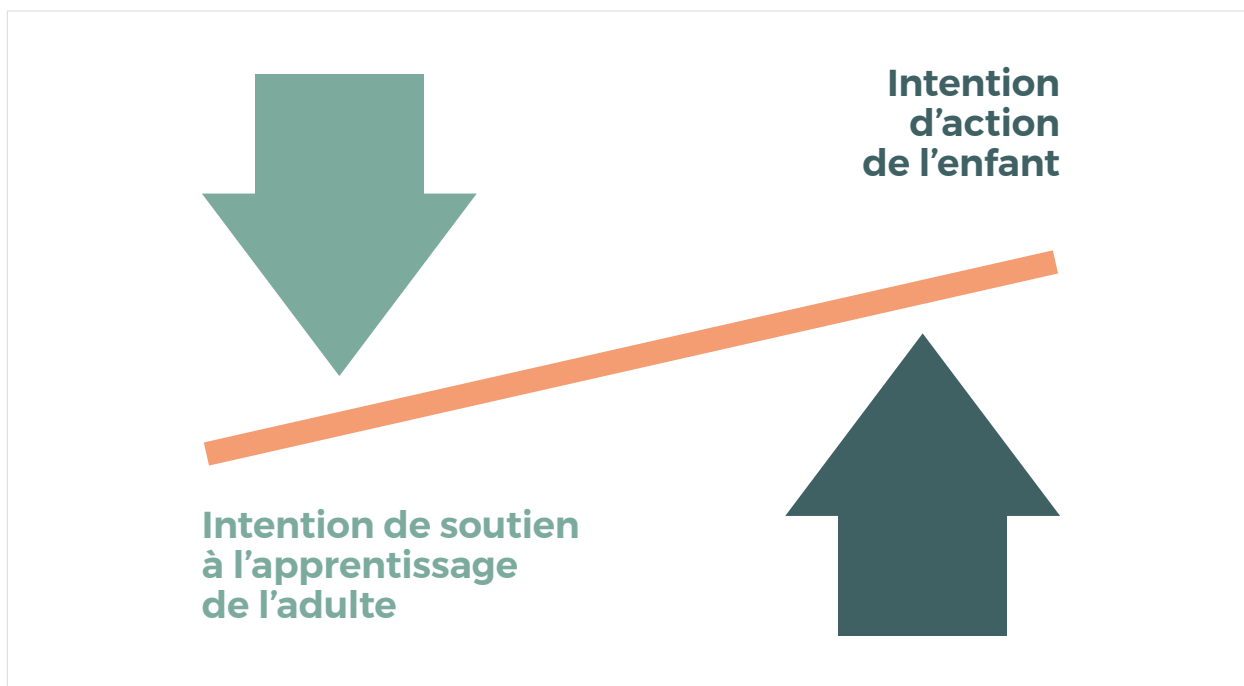 Intention
d’action
de l’enfant
Intention de soutien
à l’apprentissage
de l’adulte